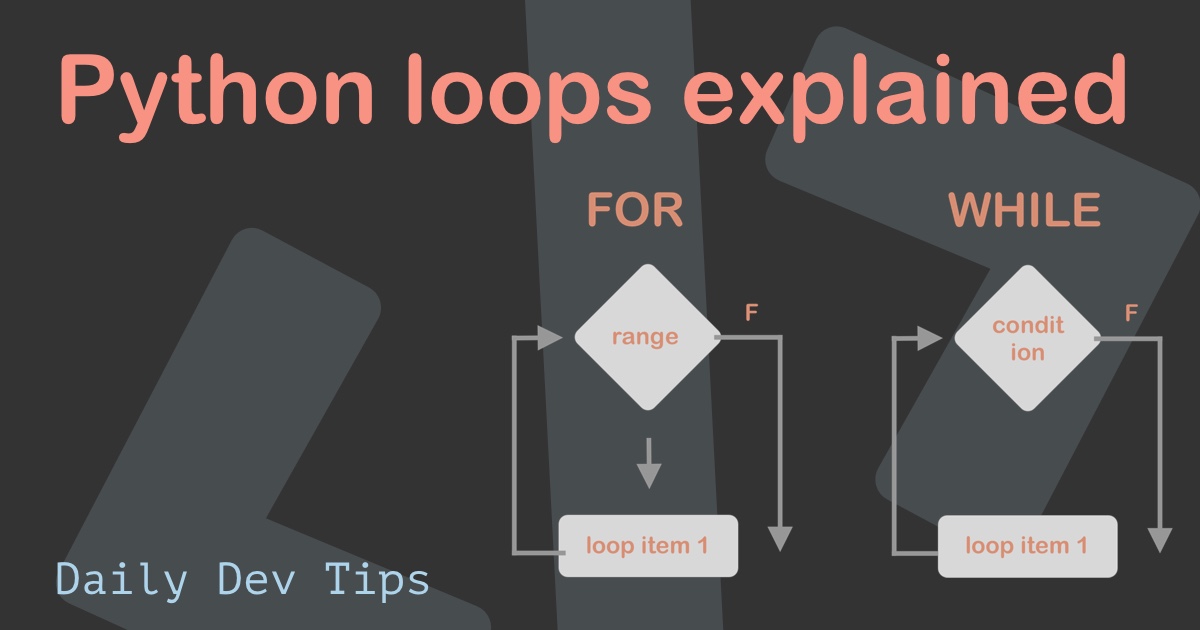 Python loops explained
FOR
WHILE
F
range
F
condit
ion
loop item 1
loop item 1
Daily Dev Tips